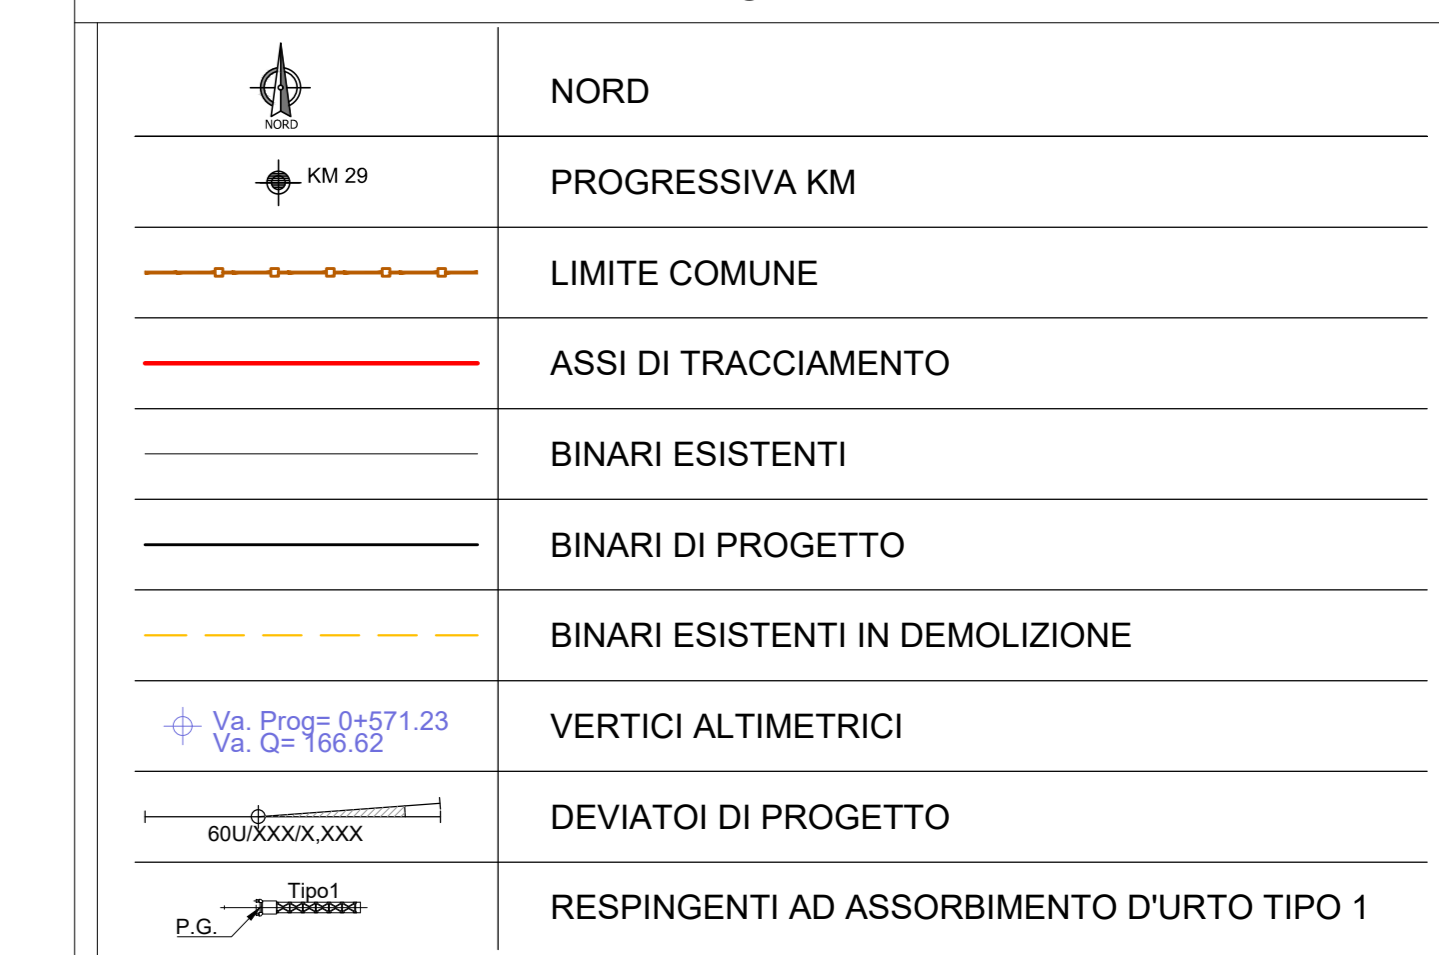 NORD
NORD
KM 29
PROGRESSIVA KM
LIMITE COMUNE
ASSI DI TRACCIAMENTO
BINARI ESISTENTI
BINARI DI PROGETTO
BINARI ESISTENTI IN DEMOLIZIONE
Va. Prog= 0+571.23
Va. Q= 166.62
VERTICI ALTIMETRICI
60U/XXX/X,XXX
DEVIATOI DI PROGETTO
Tipo1
P.G.
RESPINGENTI AD ASSORBIMENTO D'URTO TIPO 1